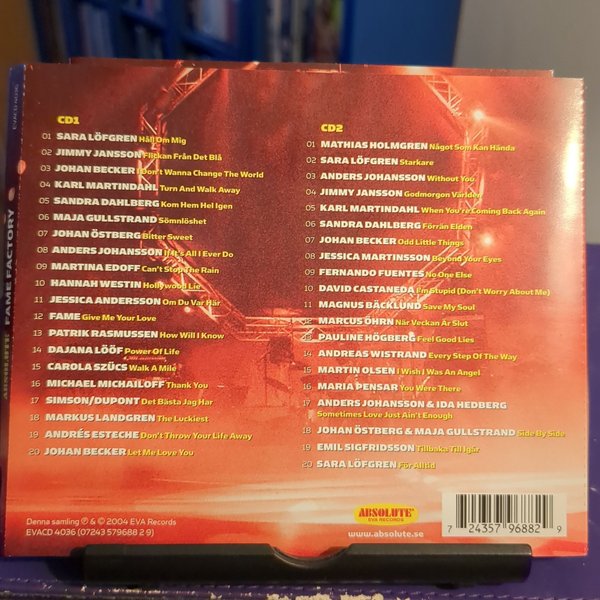 EVACD 4036
ABSOLUTE FAME FACTORY
CD1
01 SARA LÖFGREN Håll Om Mig
02 JIMMY JANSSON Flickan Från Det Blå
03 JOHAN BECKER I Don't Wanna Change The World
04 KARL MARTINDAHL Turn And Walk Away
05 SANDRA DAHLBERG Kom Hem Hel Igen
06 MAJA GULLSTRAND Sömnlöshet
07 JOHAN ÖSTBERG Bitter Sweet
08 ANDERS JOHANSSON If It's All I Ever Do
09 MARTINA EDOFF Can't Stop The Rain
10 HANNAH WESTIN Hollywood Lie
11 JESSICA ANDERSSON Om Du Var Här
12 FAME Give Me Your Love
13 PATRIK RASMUSSEN How Will I Know
14 DAJANA LÖÖF Power Of Life
15 CAROLA SZÜCS Walk A Mile
16 MICHAEL MICHAILOFF Thank You
17 SIMSON/DUPONT Det Bästa Jag Har
18 MARKUS LANDGREN The Luckiest
19 ANDRÉS ESTECHE Don't Throw Your Life Away
20 JOHAN BECKER Let Me Love You
CD2
01 MATHIAS HOLMGREN Något Som Kan Hända
02 SARA LÖFGREN Starkare
03 ANDERS JOHANSSON Without You
04 JIMMY JANSSON Godmorgon Världen
05 KARL MARTINDAHL When You're Coming Back Again
06 SANDRA DAHLBERG Förrän Elden
07 JOHAN BECKER Odd Little Things
08 JESSICA MARTINSSON Beyond Your Eyes
09 FERNANDO FUENTES No One Else
10 DAVID CASTANEDA I'm Stupid (Don't Worry About Me)
11 MAGNUS BÄCKLUND Save My Soul
12 MARCUS ÖHRN När Veckan Är Slut
13 PAULINE HÖGBERG Feel Good Lies
14 ANDREAS WISTRAND Every Step Of The Way
15 MARTIN OLSEN I Wish I Was An Angel
16 MARIA PENSAR You Were There
17 ANDERS JOHANSSON & IDA HEDBERG
Sometimes Love Just Ain't Enough
18 JOHAN ÖSTBERG & MAJA GULLSTRAND Side By Side
19 EMIL SIGFRIDSSON Tillbaka Till Igår
20 SARA LÖFGREN För Alltid
Denna samling ℗ & © 2004 EVA Records
EVACD 4036 (07243 579688 2 9)
ABSOLUTE
EVA RECORDS
www.absolute.se
7 24357 96882 9